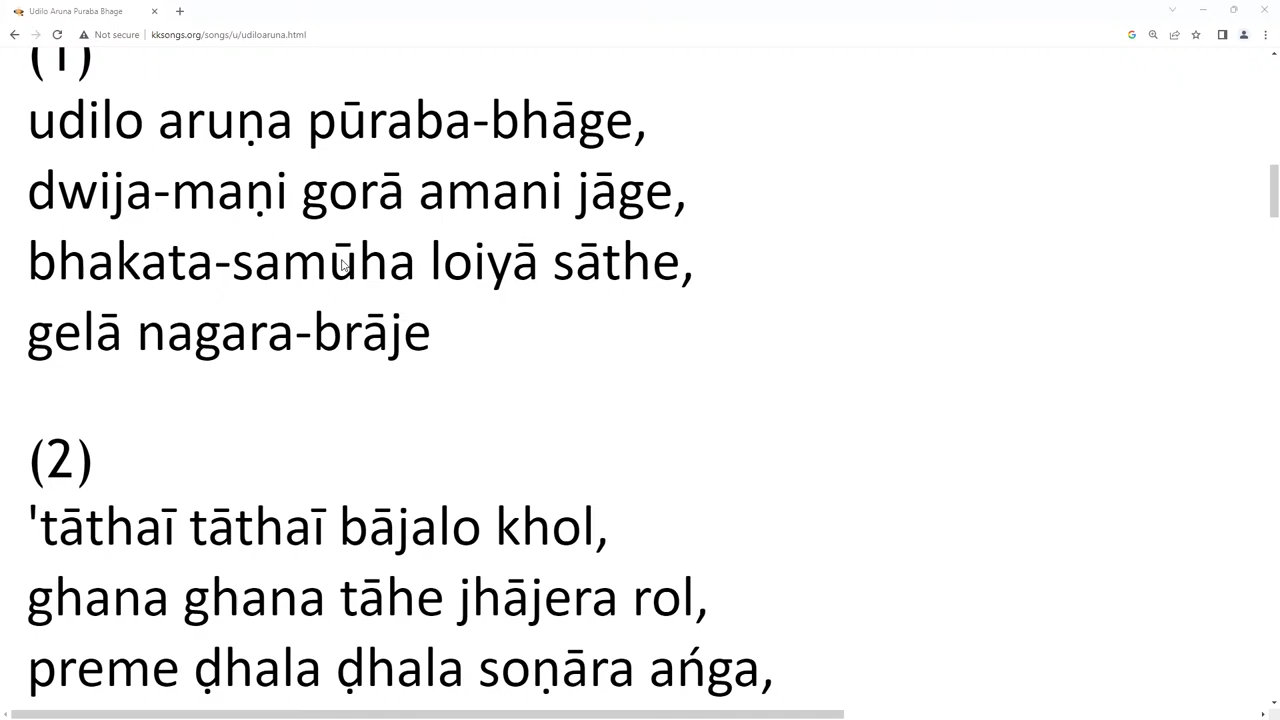 Udilo Aruna Puraba Bhage
Not secure kksongs.org/songs/u/udiloaruna.html
(1)
udilo aruṇa pūraba-bhāge,
dwija-maṇi gorā amani jāge,
bhakata-samūha loiyā sāthe,
gelā nagara-brāje
(2)
'tāthaī tāthaī bājalo khol,
ghana ghana tāhe jhājera rol,
preme ḍhala ḍhala soṇāra ańga,